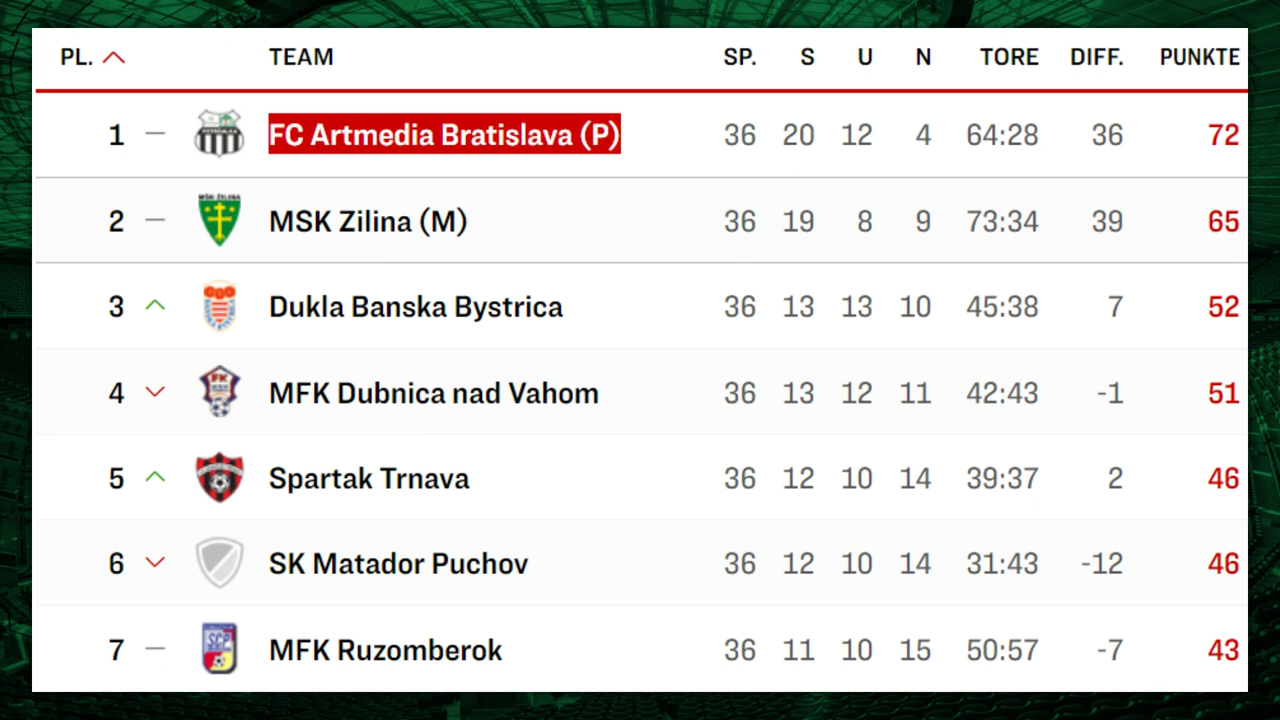 PL. TEAM SP. S U N TORE DIFF. PUNKTE
1 FC Artmedia Bratislava (P) 36 20 12 4 64:28 36 72
2 MSK Zilina (M) 36 19 8 9 73:34 39 65
3 Dukla Banska Bystrica 36 13 13 10 45:38 7 52
4 MFK Dubnica nad Vahom 36 13 12 11 42:43 -1 51
5 Spartak Trnava 36 12 10 14 39:37 2 46
6 SK Matador Puchov 36 12 10 14 31:43 -12 46
7 MFK Ruzomberok 36 11 10 15 50:57 -7 43